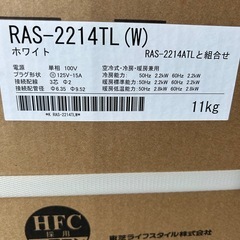 RAS-2214TL(W)
ホワイト
RAS-2214ATLと組合せ
電源 単相 100V
プラグ形状 125V-15A
接続配線 3芯 Φ2
接続配管径 Φ6.35 Φ9.52
空冷式・冷房・暖房兼用
冷房能力: 50Hz 2.2kW 60Hz 2.2kW
暖房能力: 50Hz 2.2kW 60Hz 2.2kW
暖房低温能力: 50Hz 2.8kW 60Hz 2.8kW
*K RAS-2214TLW*
11kg
HFC
採用
東芝ライフスタイル株式会